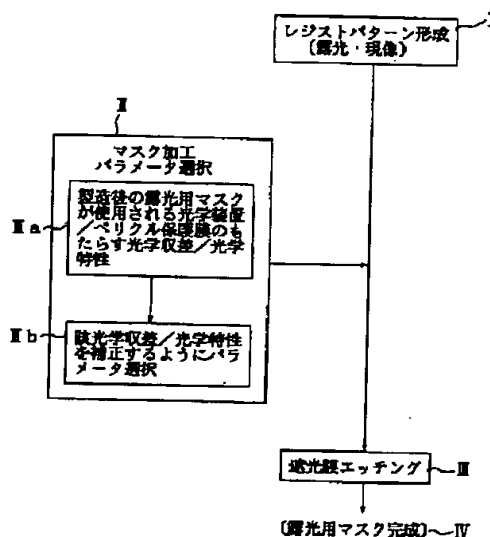 I
レジストパターン形成
(露光・現像)
II
マスク加工
パラメータ選択
IIa
製造後の露光用マスク
が使用される光学装置
／ペリクル保護膜のも
たらす光学収差／光学
特性
IIb
該光学収差／光学特性
を補正するようにパラ
メータ選択
遮光膜エッチング
III
〔露光用マスク完成〕
IV